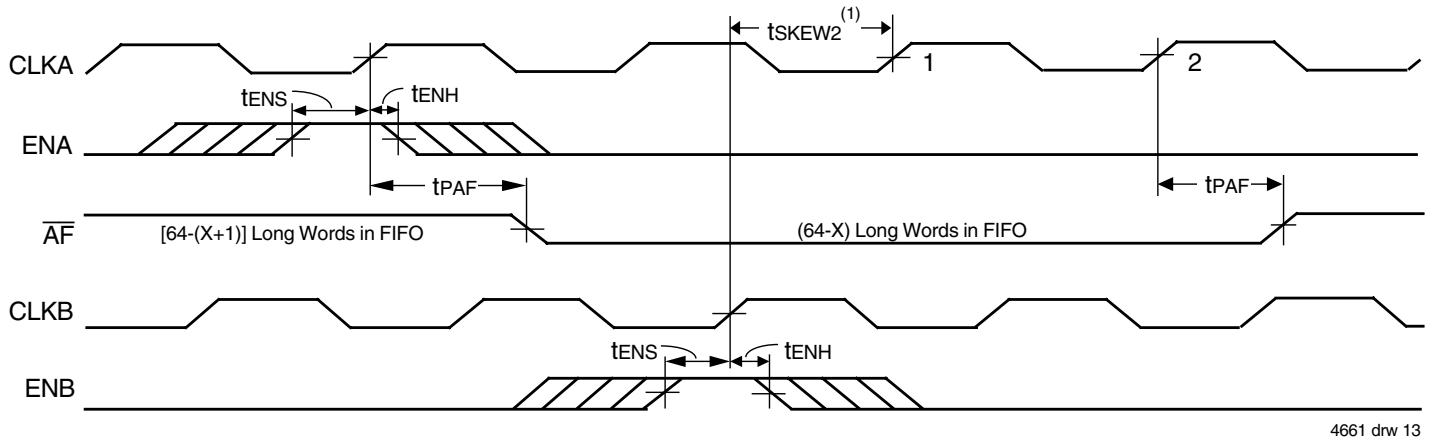 tSKEW2(1)
CLKA 1 2
tENS tENH
ENA
tPAF tPAF
AF [64-(X+1)] Long Words in FIFO (64-X) Long Words in FIFO
CLKB
tENS tENH
ENB
4661 drw 13